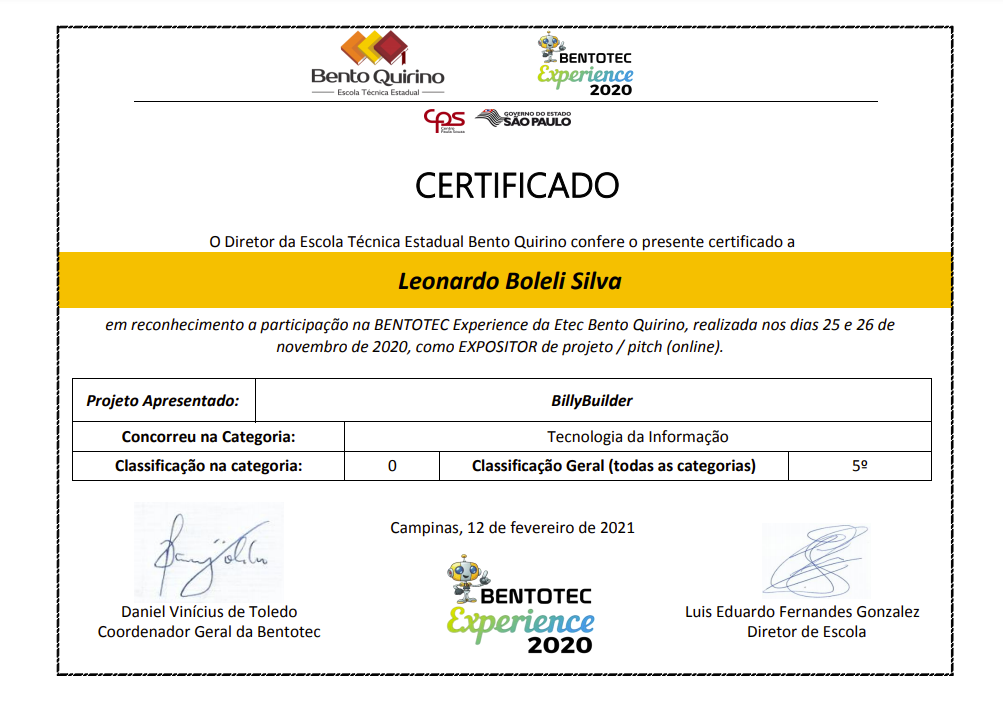 Bento Quirino
Escola Técnica Estadual
BENTOTEC
Experience
2020
CPS
Centro
Paula Souza
GOVERNO DO ESTADO
SÃO PAULO
CERTIFICADO
O Diretor da Escola Técnica Estadual Bento Quirino confere o presente certificado a
Leonardo Boleli Silva
em reconhecimento a participação na BENTOTEC Experience da Etec Bento Quirino, realizada nos dias 25 e 26 de
novembro de 2020, como EXPOSITOR de projeto / pitch (online).
Projeto Apresentado: BillyBuilder
Concorreu na Categoria: Tecnologia da Informação
Classificação na categoria: 0 Classificação Geral (todas as categorias) 5º
Campinas, 12 de fevereiro de 2021
BENTOTEC
Experience
2020
Daniel Vinícius de Toledo
Coordenador Geral da Bentotec
Luis Eduardo Fernandes Gonzalez
Diretor de Escola